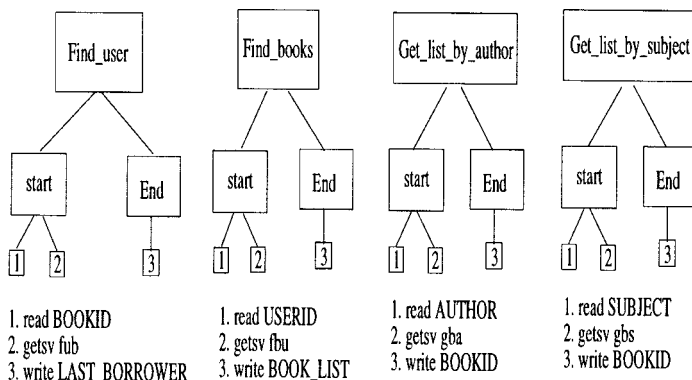 Find_user
Find_books
Get_list_by_author
Get_list_by_subject
start
End
start
End
start
End
start
End
1
2
3
1
2
3
1
2
3
1
2
3
1. read BOOKID
2. getsv fub
3. write LAST_BORROWER
1. read USERID
2. getsv fbu
3. write BOOK_LIST
1. read AUTHOR
2. getsv gba
3. write BOOKID
1. read SUBJECT
2. getsv gbs
3. write BOOKID